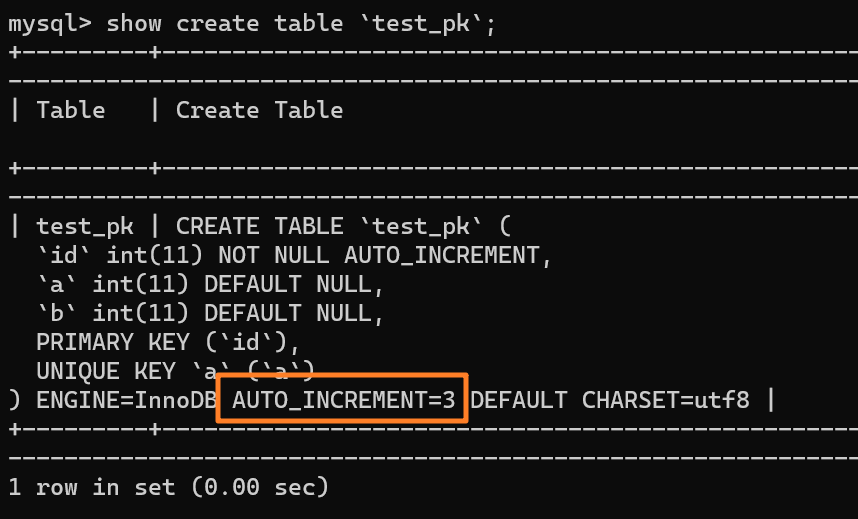 mysql> show create table `test_pk`;
+---------+--------------------------------------------------
-------------------------------------------------------------
| Table   | Create Table
+---------+--------------------------------------------------
-------------------------------------------------------------
| test_pk | CREATE TABLE `test_pk` (
  `id` int(11) NOT NULL AUTO_INCREMENT,
  `a` int(11) DEFAULT NULL,
  `b` int(11) DEFAULT NULL,
  PRIMARY KEY (`id`),
  UNIQUE KEY `a` (`a`)
) ENGINE=InnoDB AUTO_INCREMENT=3 DEFAULT CHARSET=utf8 |
+---------+--------------------------------------------------
-------------------------------------------------------------
1 row in set (0.00 sec)